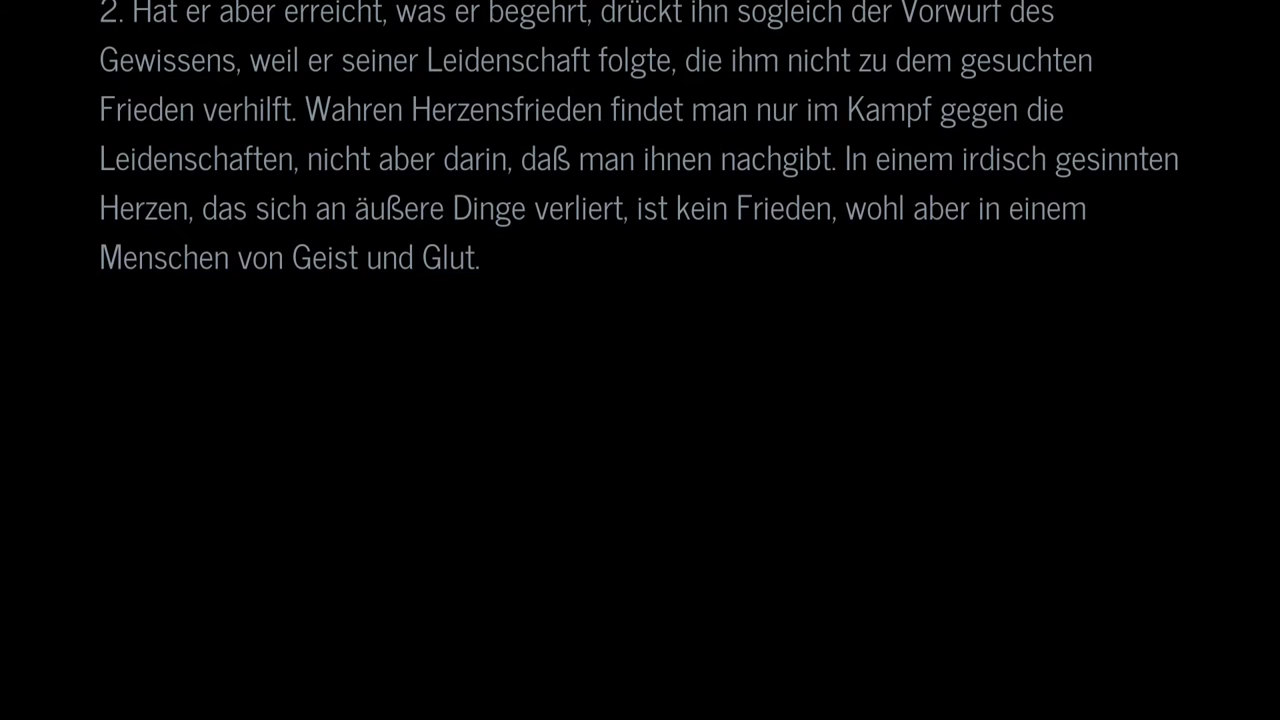 2. Hat er aber erreicht, was er begehrt, drückt ihn sogleich der Vorwurf des
Gewissens, weil er seiner Leidenschaft folgte, die ihm nicht zu dem gesuchten
Frieden verhilft. Wahren Herzensfrieden findet man nur im Kampf gegen die
Leidenschaften, nicht aber darin, daß man ihnen nachgibt. In einem irdisch gesinnten
Herzen, das sich an äußere Dinge verliert, ist kein Frieden, wohl aber in einem
Menschen von Geist und Glut.